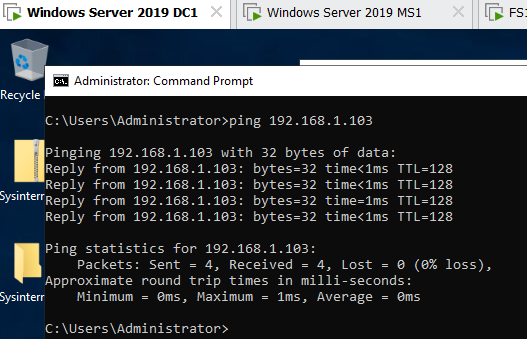 Windows Server 2019 DC1
Windows Server 2019 MS1
FS1
Recycle
Administrator: Command Prompt
C:\Users\Administrator>ping 192.168.1.103
Pinging 192.168.1.103 with 32 bytes of data:
Reply from 192.168.1.103: bytes=32 time<1ms TTL=128
Reply from 192.168.1.103: bytes=32 time<1ms TTL=128
Reply from 192.168.1.103: bytes=32 time=1ms TTL=128
Reply from 192.168.1.103: bytes=32 time<1ms TTL=128
Ping statistics for 192.168.1.103:
Packets: Sent = 4, Received = 4, Lost = 0 (0% loss),
Approximate round trip times in milli-seconds:
Minimum = 0ms, Maximum = 1ms, Average = 0ms
C:\Users\Administrator>
Sysintern
Sysintern